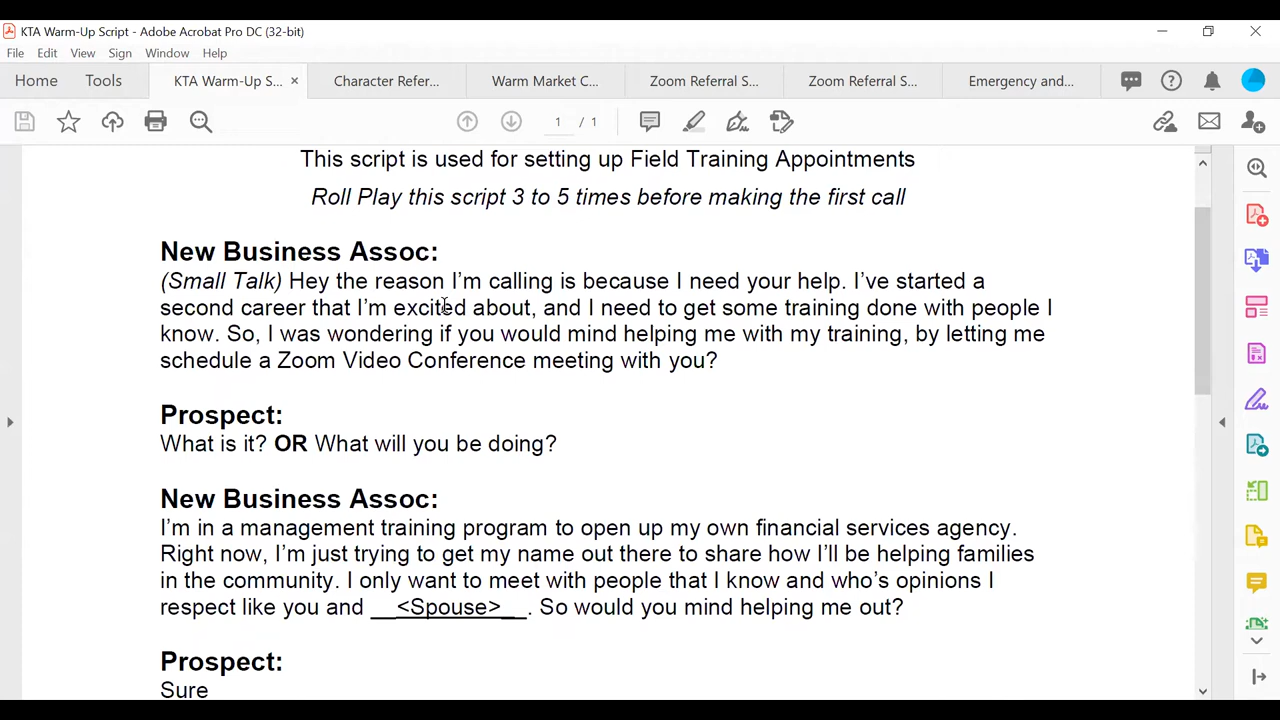 KTA Warm-Up Script - Adobe Acrobat Pro DC (32-bit)
File Edit View Sign Window Help
Home Tools KTA Warm-Up S... × Character Refer... Warm Market C... Zoom Referral S... Zoom Referral S... Emergency and...
1 / 1
This script is used for setting up Field Training Appointments
Roll Play this script 3 to 5 times before making the first call
New Business Assoc:
(Small Talk) Hey the reason I'm calling is because I need your help. I've started a
second career that I'm excited about, and I need to get some training done with people I
know. So, I was wondering if you would mind helping me with my training, by letting me
schedule a Zoom Video Conference meeting with you?
Prospect:
What is it? OR What will you be doing?
New Business Assoc:
I'm in a management training program to open up my own financial services agency.
Right now, I'm just trying to get my name out there to share how I'll be helping families
in the community. I only want to meet with people that I know and who's opinions I
respect like you and __<Spouse>__. So would you mind helping me out?
Prospect:
Sure